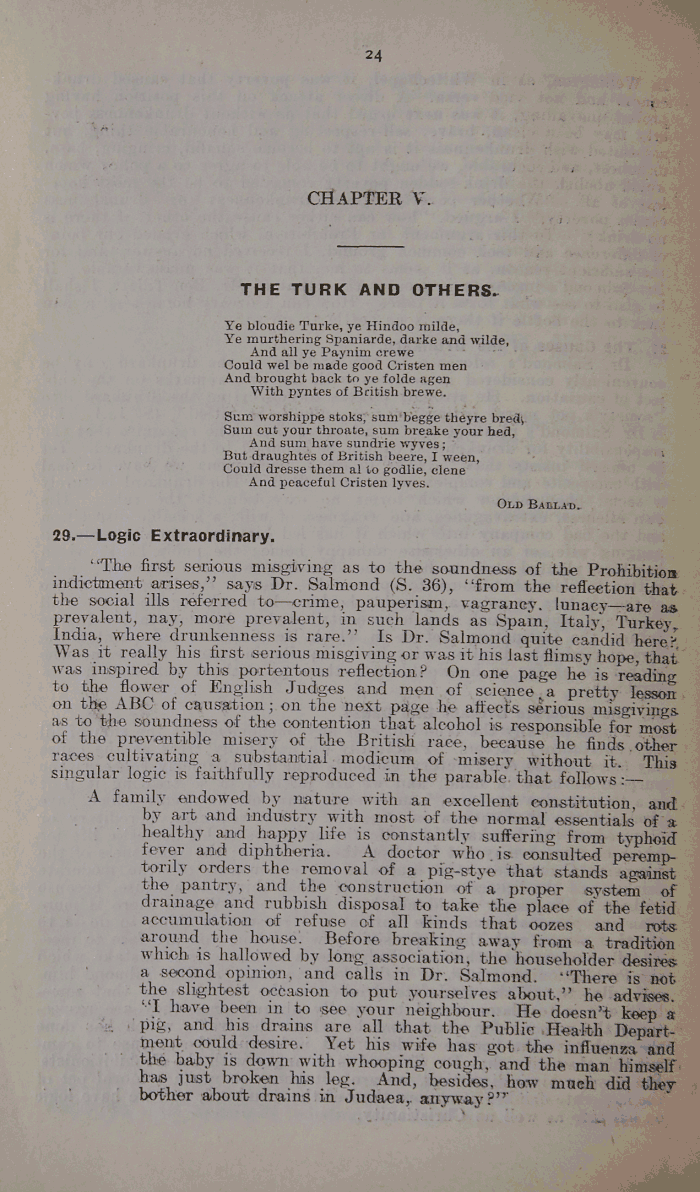 24
CHAPTER V.
THE TURK AND OTHERS.
Ye bloudie Turke, ye Hindoo milde,
Ye murthering Spaniarde, darke and wilde,
And all ye Paynim crewe
Could wel be made good Cristen men
And brought back to ye folde agen
With pyntes of British brewe.
Sum worshippe stoks, sum begge theyre bred,
Sum cut your throate, sum breake your hed,
And sum have sundrie wyves;
But draughtes of British beere, I ween,
Could dresse them al to godlie, clene
And peaceful Cristen lyves.
OLD BALLAD.
29.—Logic Extraordinary.
"The first serious misgiving as to the soundness of the Prohibition
indictment arises," says Dr. Salmond (S. 36), "from the reflection that
the social ills referred to—crime, pauperism, vagrancy, lunacy—are as
prevalent, nay, more prevalent, in such lands as Spain, Italy, Turkey,
India, where drunkenness is rare." Is Dr. Salmond quite candid here?
Was it really his first serious misgiving or was it his last flimsy hope, that
was inspired by this portentous reflection? On one page he is reading
to the flower of English Judges and men of science a pretty lesson
on the ABC of causation; on the next page he affects serious misgivings
as to the soundness of the contention that alcohol is responsible for most
of the preventible misery of the British race, because he finds other
races cultivating a substantial modicum of misery without it. This
singular logic is faithfully reproduced in the parable that follows:—
A family endowed by nature with an excellent constitution, and
by art and industry with most of the normal essentials of a
healthy and happy life is constantly suffering from typhoid
fever and diphtheria. A doctor who is consulted peremp-
torily orders the removal of a pig-stye that stands against
the pantry, and the construction of a proper system of
drainage and rubbish disposal to take the place of the fetid
accumulation of refuse of all kinds that oozes and rots
around the house. Before breaking away from a tradition
which is hallowed by long association, the householder desires
a second opinion, and calls in Dr. Salmond. "There is not
the slightest occasion to put yourselves about," he advises.
"I have been in to see your neighbour. He doesn't keep a
pig, and his drains are all that the Public Health Depart-
ment could desire. Yet his wife has got the influenza and
the baby is down with whooping cough, and the man himself
has just broken his leg. And, besides, how much did they
bother about drains in Judaea, anyway?"